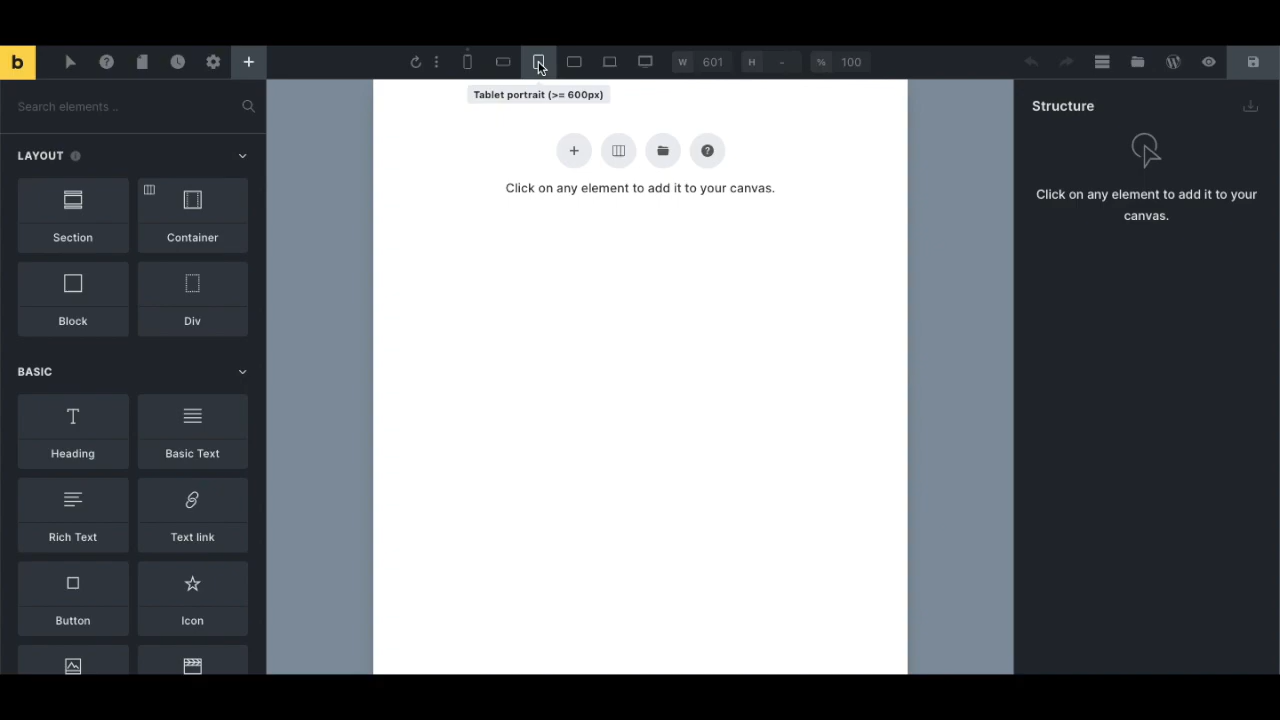 b
W 601 H - % 100
Search elements ..
Tablet portrait (>= 600px)
Structure
LAYOUT
Section
Container
Block
Div
Click on any element to add it to your canvas.
Click on any element to add it to your
canvas.
BASIC
Heading
Basic Text
Rich Text
Text link
Button
Icon